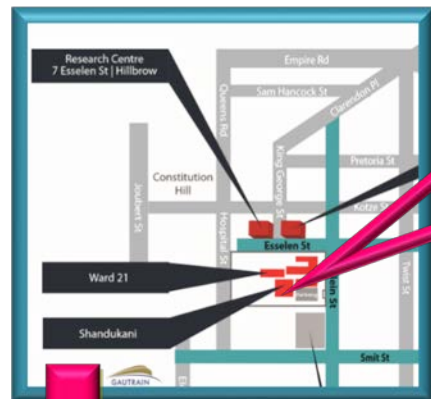 Research Centre
7 Esselen St | Hillbrow
Empire Rd
Sam Hancock St
Clarendon Pl
Queens Rd
King George St
Pretoria St
Constitution
Hill
Joubert St
Kotze St
Hospital St
Esselen St
Ward 21
Twist St
ein St
Shandukani
Smit St
GAUTRAIN